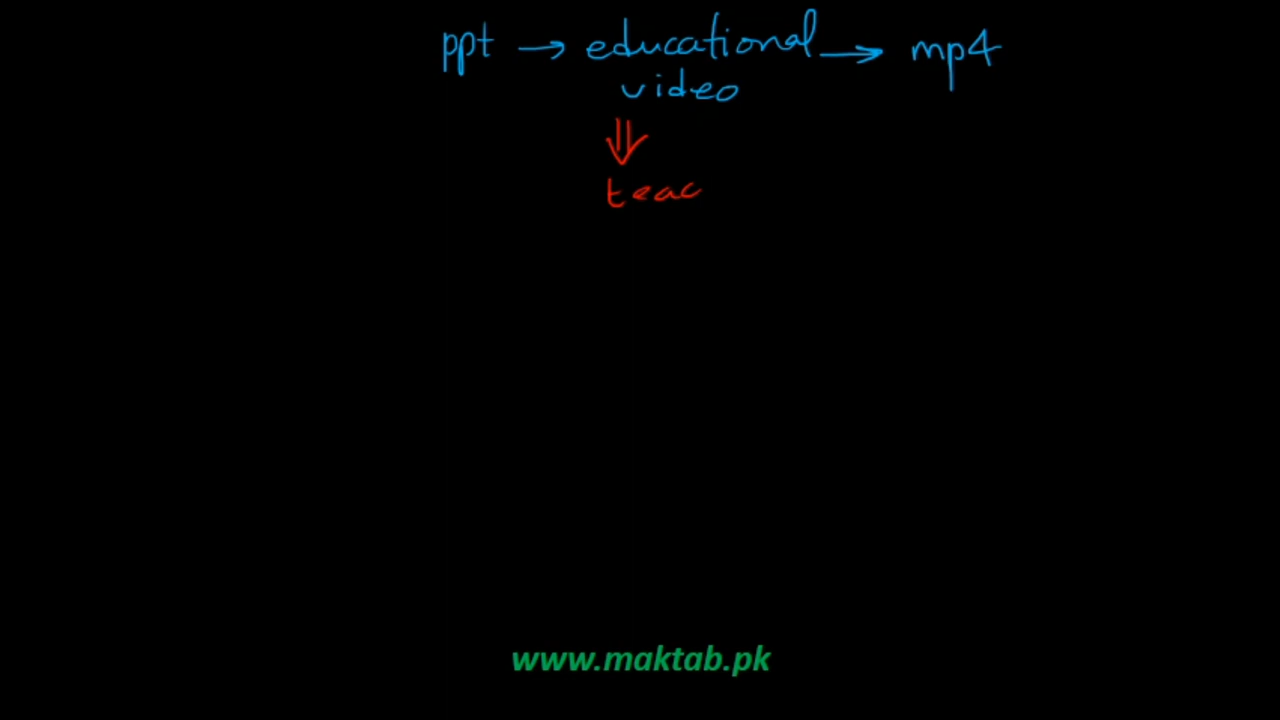 ppt → educational → mp4
video
⇓
teac
www.maktab.pk